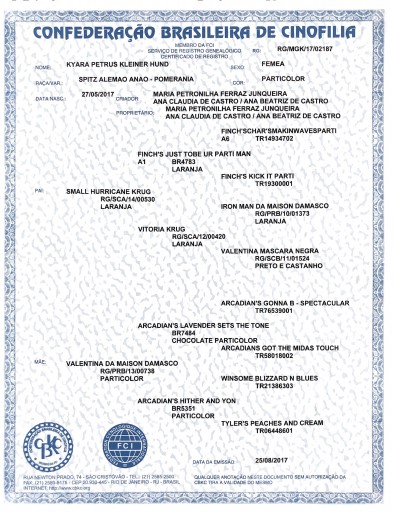 CONFEDERAÇÃO BRASILEIRA DE CINOFILIA
MEMBRO DA FCI
SERVIÇO DE REGISTRO GENEALÓGICO
CERTIFICADO DE REGISTRO
RG: RG/MGK/17/02187
NOME: KYARA PETRUS KLEINER HUND
SEXO: FEMEA
RAÇA/VAR.: SPITZ ALEMAO ANAO - POMERANIA
COR: PARTICOLOR
DATA NASC.: 27/05/2017
CRIADOR: MARIA PETRONILHA FERRAZ JUNQUEIRA
ANA CLAUDIA DE CASTRO / ANA BEATRIZ DE CASTRO
PROPRIETÁRIO: MARIA PETRONILHA FERRAZ JUNQUEIRA
ANA CLAUDIA DE CASTRO / ANA BEATRIZ DE CASTRO
FINCH'SCHAR'SMAKINWAVESPARTI
A6 TR14934702
FINCH'S JUST TOBE UR PARTI MAN
A1 BR4783
LARANJA
FINCH'S KICK IT PARTI
TR19300001
PAI: SMALL HURRICANE KRUG
RG/SCA/14/00530
LARANJA
IRON MAN DA MAISON DAMASCO
RG/PRB/10/01373
LARANJA
VITORIA KRUG
RG/SCA/12/00420
LARANJA
VALENTINA MASCARA NEGRA
RG/SCB/11/01524
PRETO E CASTANHO
ARCADIAN'S GONNA B - SPECTACULAR
TR76539001
ARCADIAN'S LAVENDER SETS THE TONE
BR7484
CHOCOLATE PARTICOLOR
ARCADIANS GOT THE MIDAS TOUCH
TR58018002
MÃE: VALENTINA DA MAISON DAMASCO
RG/PRB/13/00738
PARTICOLOR
WINSOME BLIZZARD N BLUES
TR21386303
ARCADIAN'S HITHER AND YON
BR5351
PARTICOLOR
TYLER'S PEACHES AND CREAM
TR06448601
CBKC
FCI
DATA DA EMISSÃO 25/08/2017
RUA NEWTON PRADO, 74 - SÃO CRISTÓVÃO - TEL.: (21) 2580-2500
FAX: (21) 2580-8178 - CEP 20.930-445 - RIO DE JANEIRO - RJ - BRASIL
INTERNET: http://www.cbkc.org
QUALQUER ANOTAÇÃO NESTE DOCUMENTO SEM AUTORIZAÇÃO DA
CBKC TIRA A VALIDADE DO MESMO